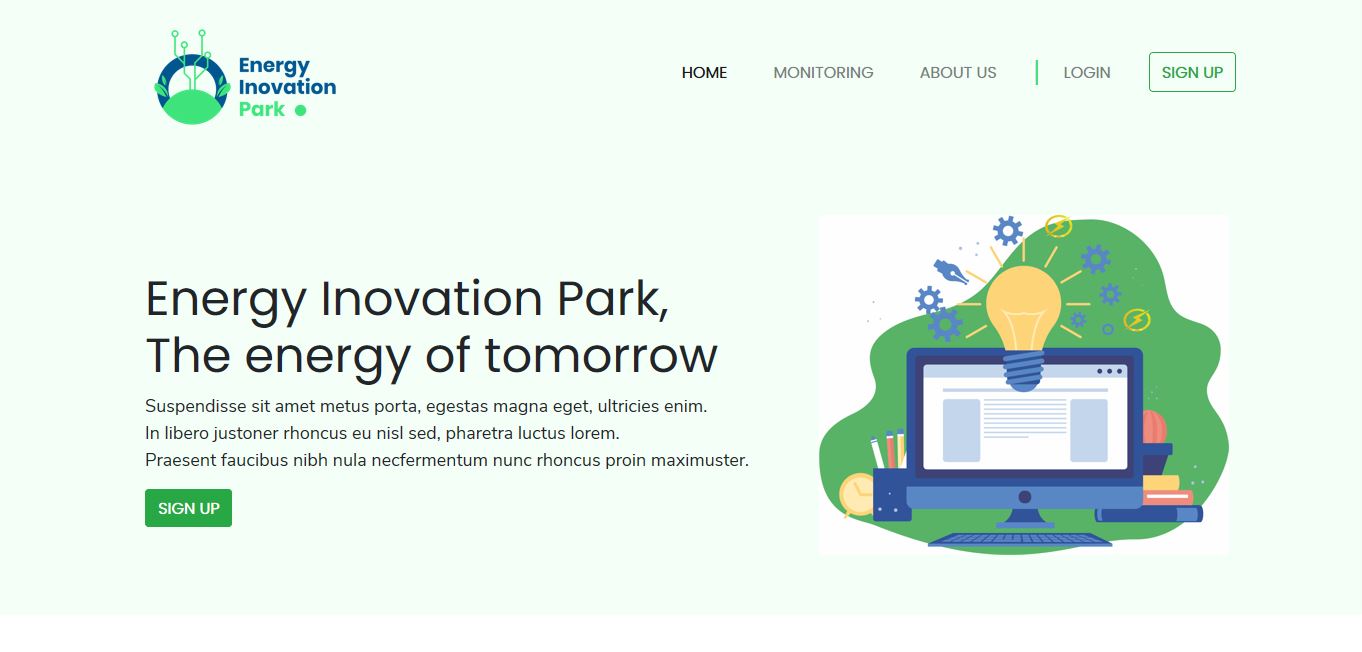 Energy
Inovation
Park
HOME MONITORING ABOUT US LOGIN SIGN UP
Energy Inovation Park,
The energy of tomorrow
Suspendisse sit amet metus porta, egestas magna eget, ultricies enim.
In libero justoner rhoncus eu nisl sed, pharetra luctus lorem.
Praesent faucibus nibh nula necfermentum nunc rhoncus proin maximuster.
SIGN UP